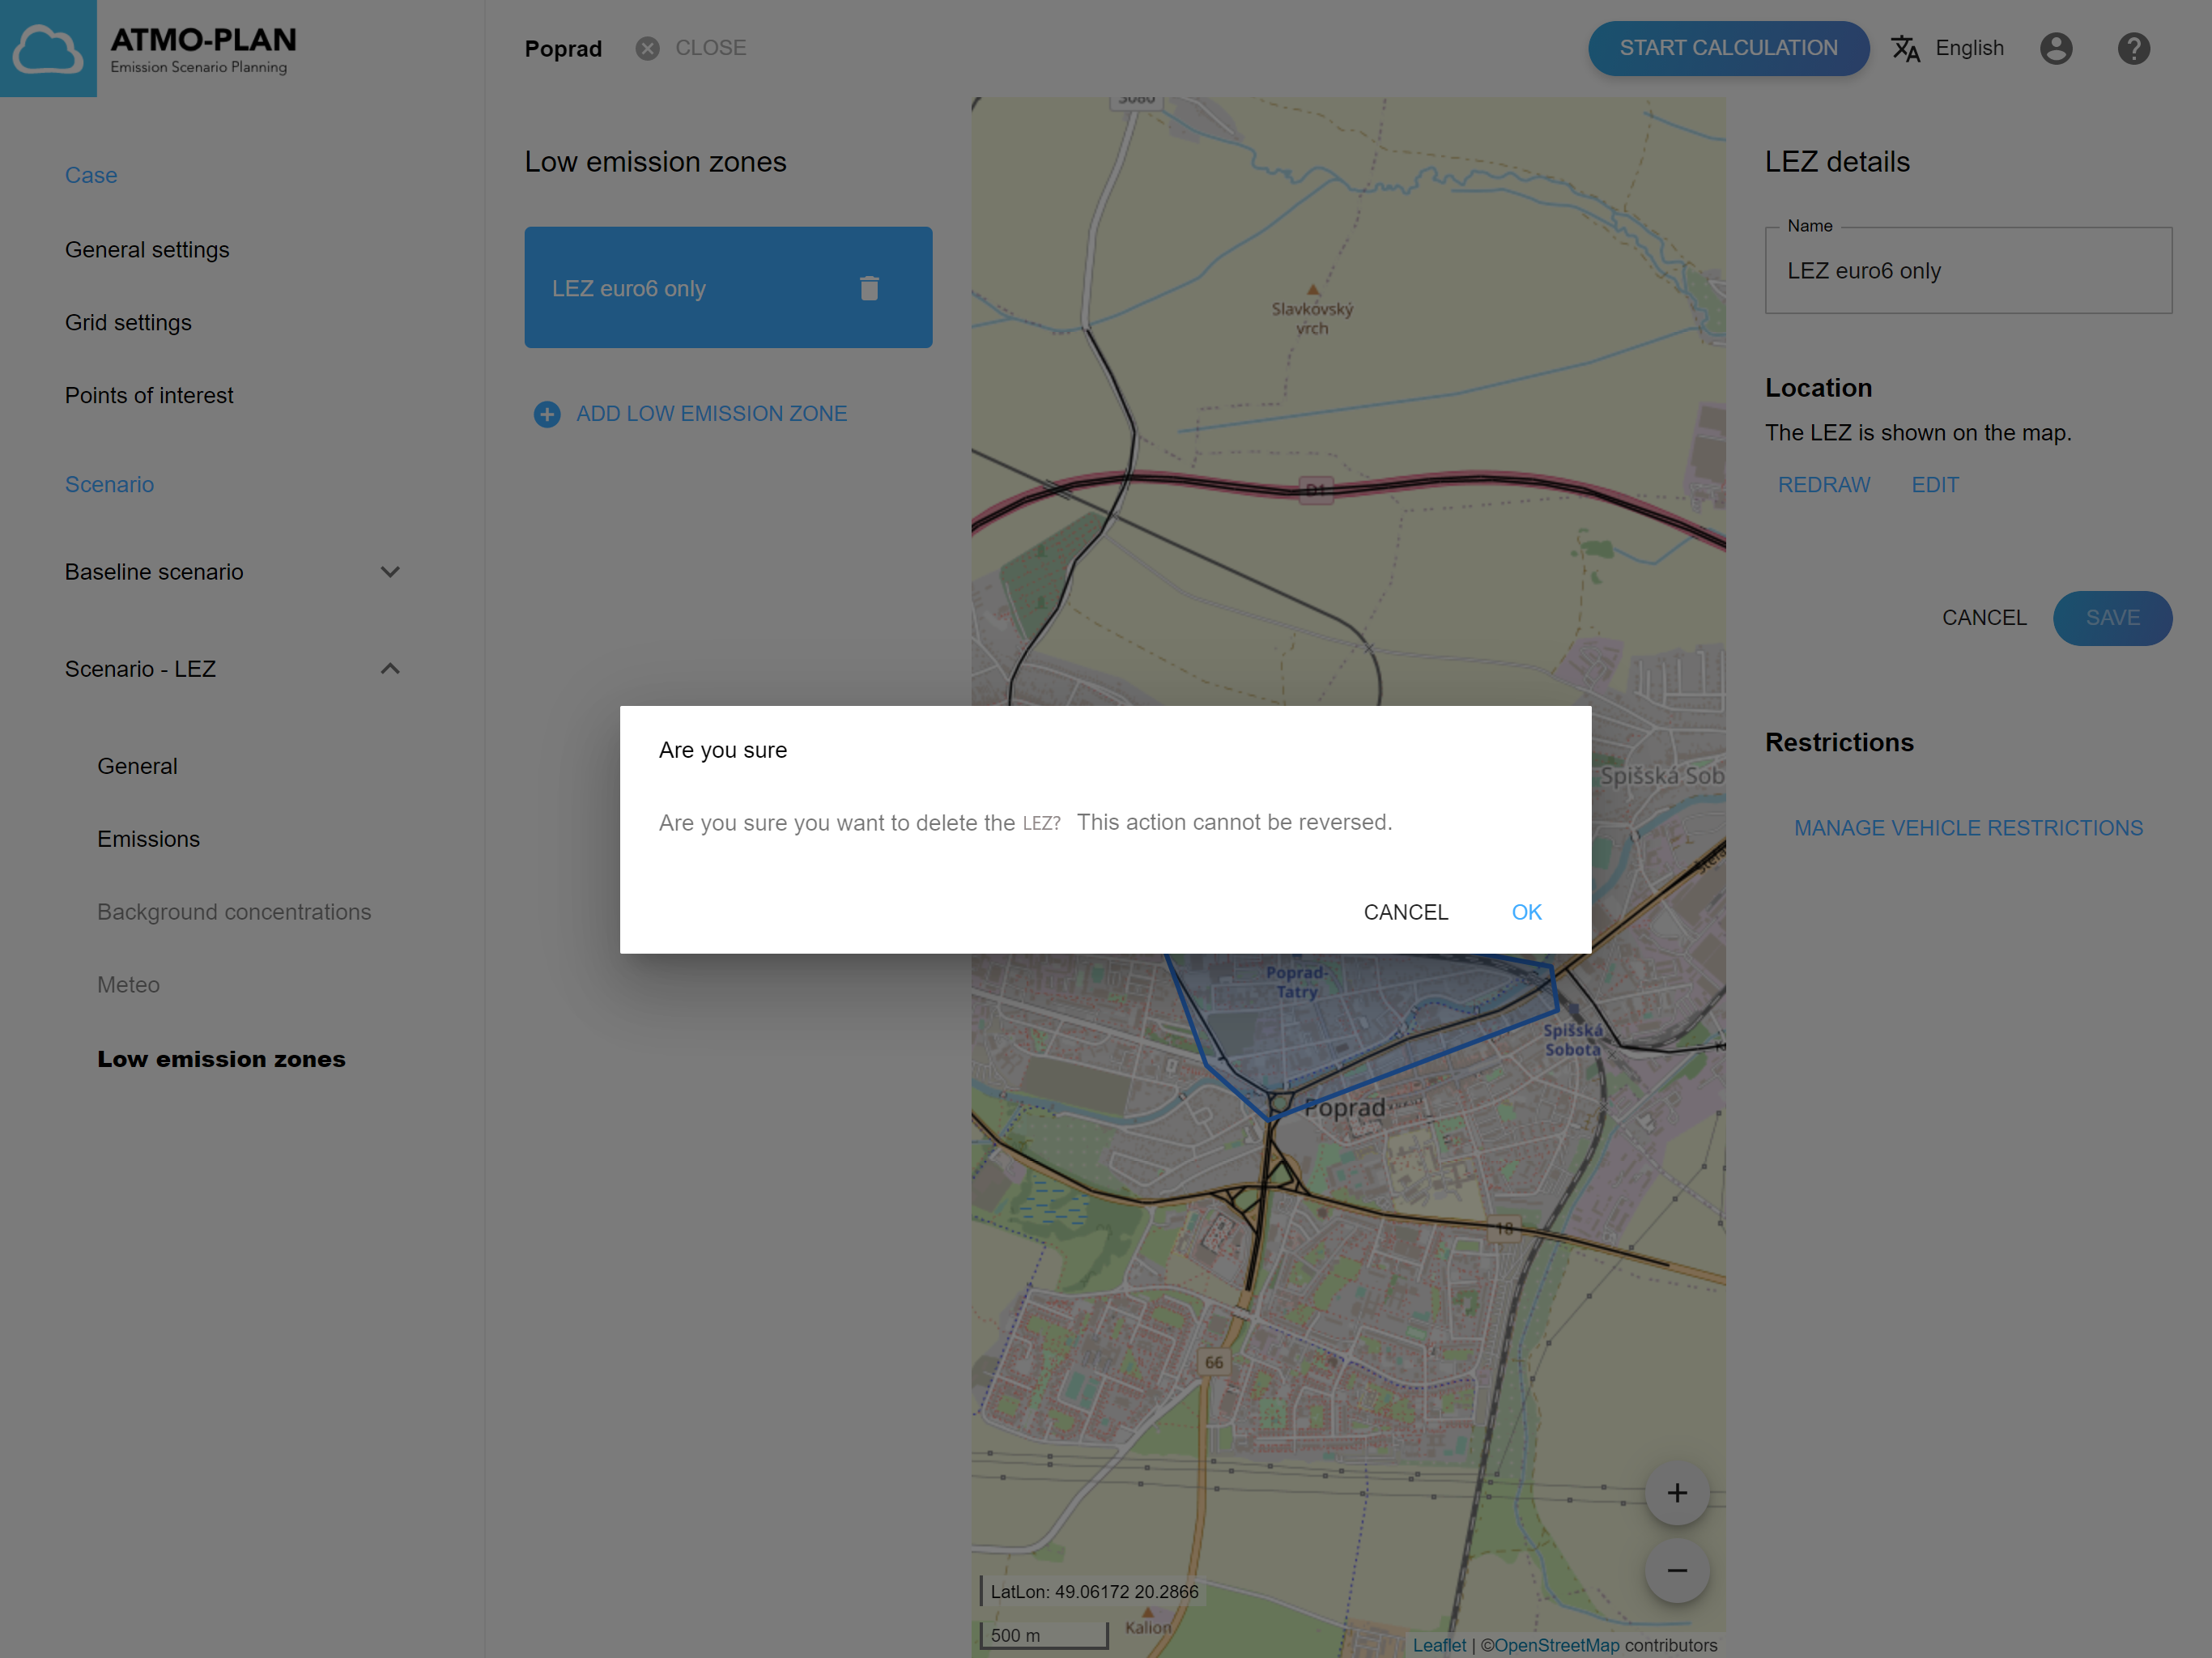 ATMO-PLAN
Emission Scenario Planning
Poprad
CLOSE
START CALCULATION
English
Case
General settings
Grid settings
Points of interest
Scenario
Baseline scenario
Scenario - LEZ
General
Emissions
Background concentrations
Meteo
Low emission zones
Low emission zones
LEZ euro6 only
ADD LOW EMISSION ZONE
3080
Slavkovský
vrch
D1
Spišská Sob
Poprad-
Tatry
Spišská
Sobota
Poprad
18
66
Kalion
LatLon: 49.06172 20.2866
500 m
+
−
Leaflet | ©OpenStreetMap contributors
LEZ details
Name
LEZ euro6 only
Location
The LEZ is shown on the map.
REDRAW EDIT
CANCEL SAVE
Restrictions
MANAGE VEHICLE RESTRICTIONS
Are you sure
Are you sure you want to delete the LEZ? This action cannot be reversed.
CANCEL OK